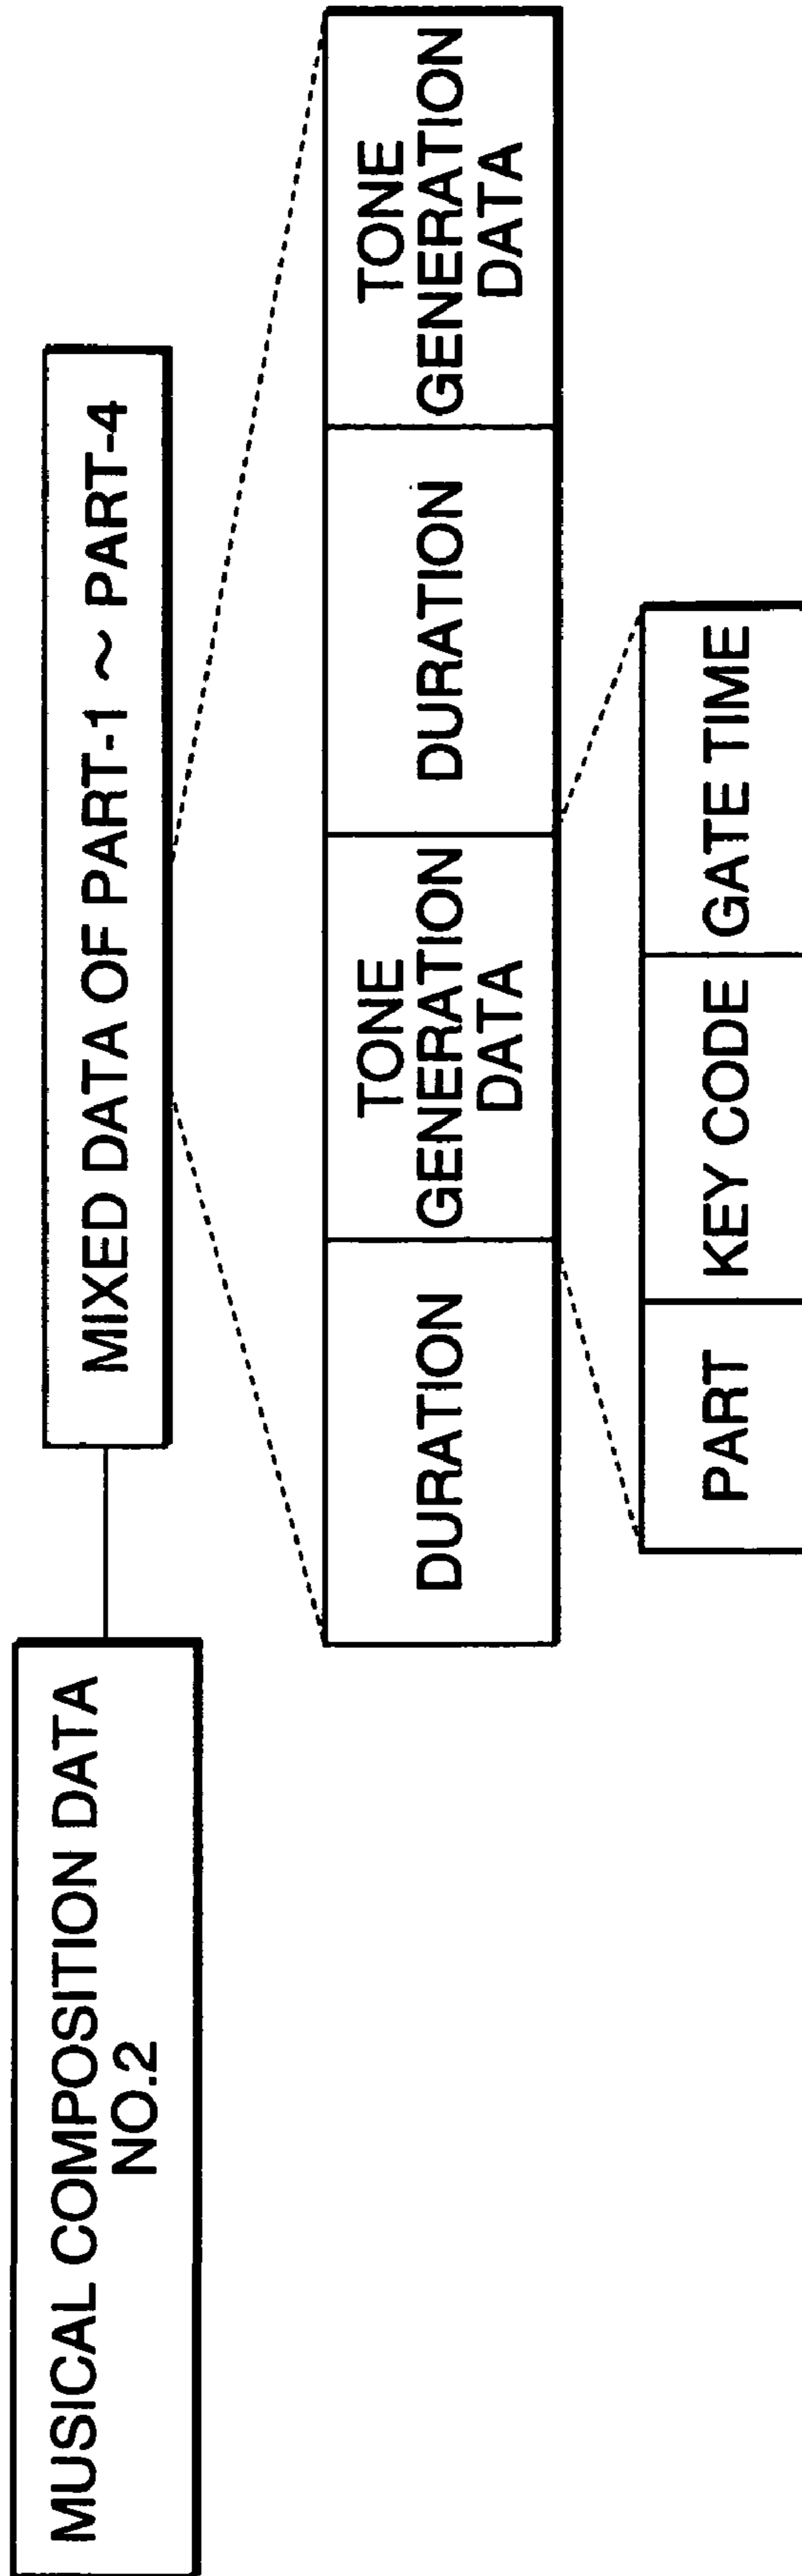 MUSICAL COMPOSITION DATA
NO.2
MIXED DATA OF PART-1 ~ PART-4
DURATION
TONE
GENERATION
DATA
DURATION
TONE
GENERATION
DATA
PART
KEY CODE
GATE TIME